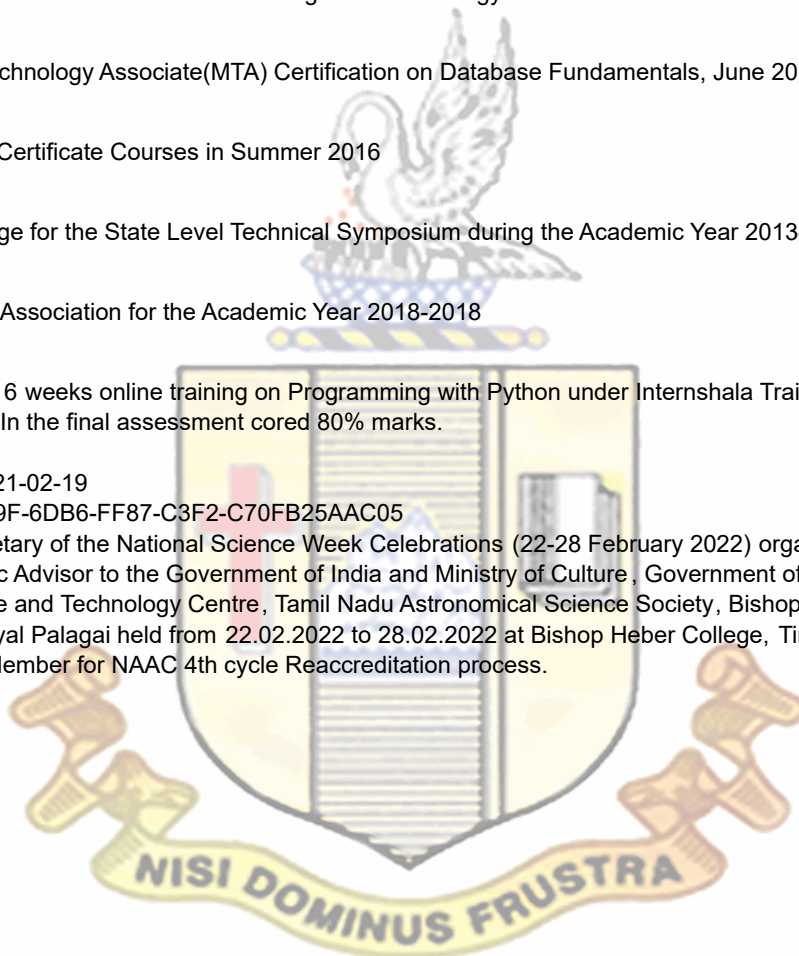 chnology Associate(MTA) Certification on Database Fundamentals, June 20
Certificate Courses in Summer 2016
ge for the State Level Technical Symposium during the Academic Year 2013-
Association for the Academic Year 2018-2018
6 weeks online training on Programming with Python under Internshala Trai
In the final assessment cored 80% marks.
21-02-19
9F-6DB6-FF87-C3F2-C70FB25AAC05
etary of the National Science Week Celebrations (22-28 February 2022) orga
c Advisor to the Government of India and Ministry of Culture, Government of
e and Technology Centre, Tamil Nadu Astronomical Science Society, Bishop
yal Palagai held from 22.02.2022 to 28.02.2022 at Bishop Heber College, Ti
ember for NAAC 4th cycle Reaccreditation process.
NISI DOMINUS FRUSTRA